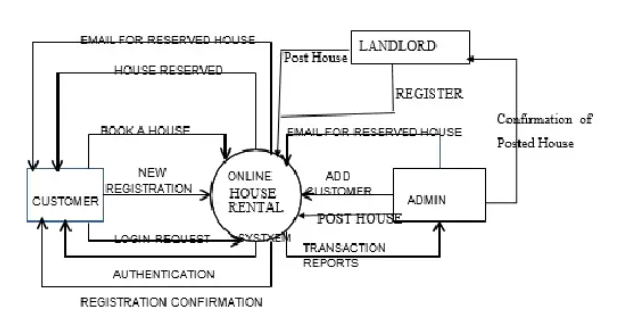 EMAIL FOR RESERVED HOUSE
LANDLORD
Post House
HOUSE RESERVED
REGISTER
Confirmation of
Posted House
BOOK A HOUSE
EMAIL FOR RESERVED HOUSE
NEW
REGISTRATION
ONLINE
HOUSE
RENTAL
SYSTXEM
ADD
CUSTOMER
CUSTOMER
ADMIN
POST HOUSE
LOGIN REQUEST
TRANSACTION
REPORTS
AUTHENTICATION
REGISTRATION CONFIRMATION